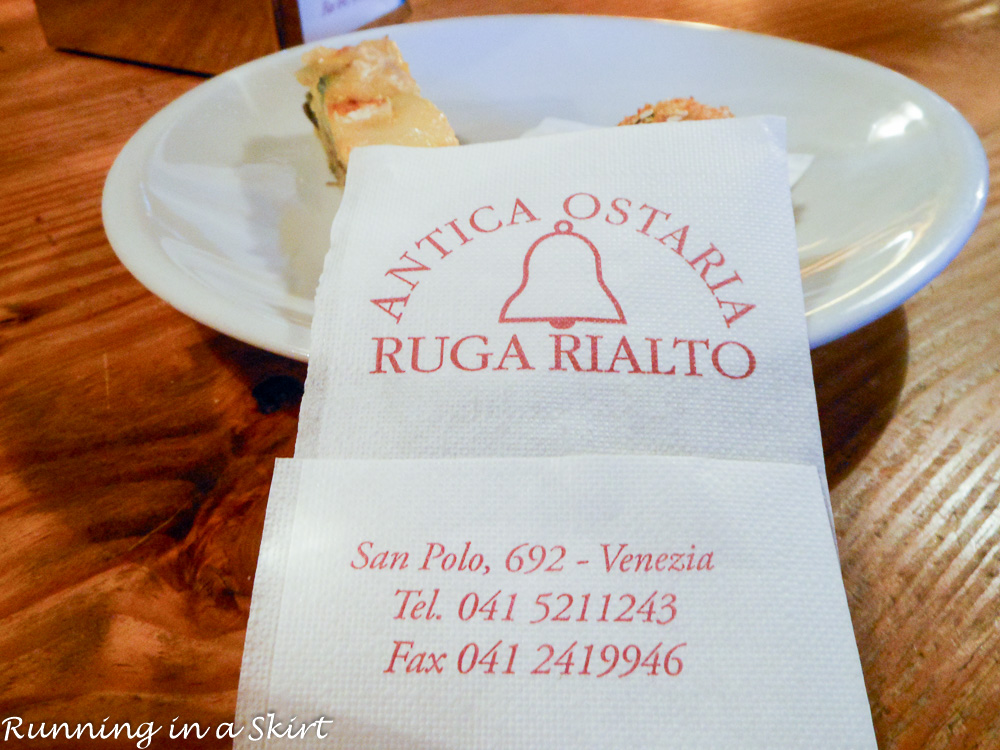 ANTICA OSTARIA
RUGA RIALTO
San Polo, 692 - Venezia
Tel. 041 5211243
Fax 041 2419946
Running in a Skirt